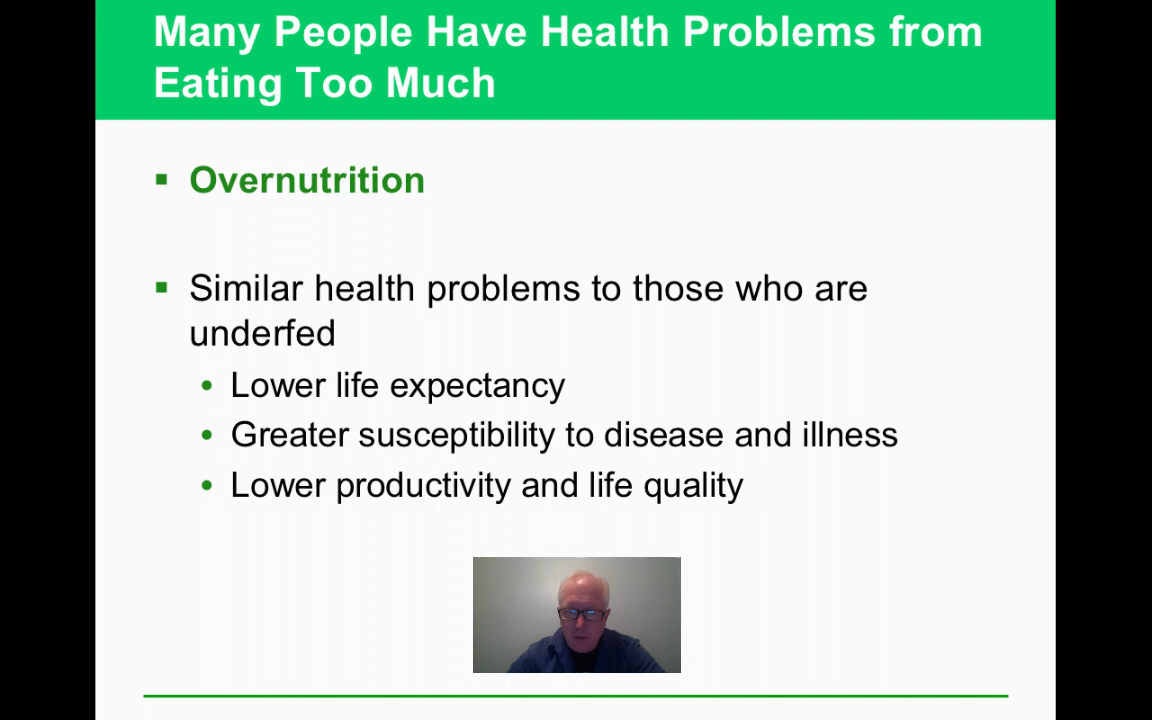 Many People Have Health Problems from
Eating Too Much
Overnutrition
Similar health problems to those who are
underfed
Lower life expectancy
Greater susceptibility to disease and illness
Lower productivity and life quality